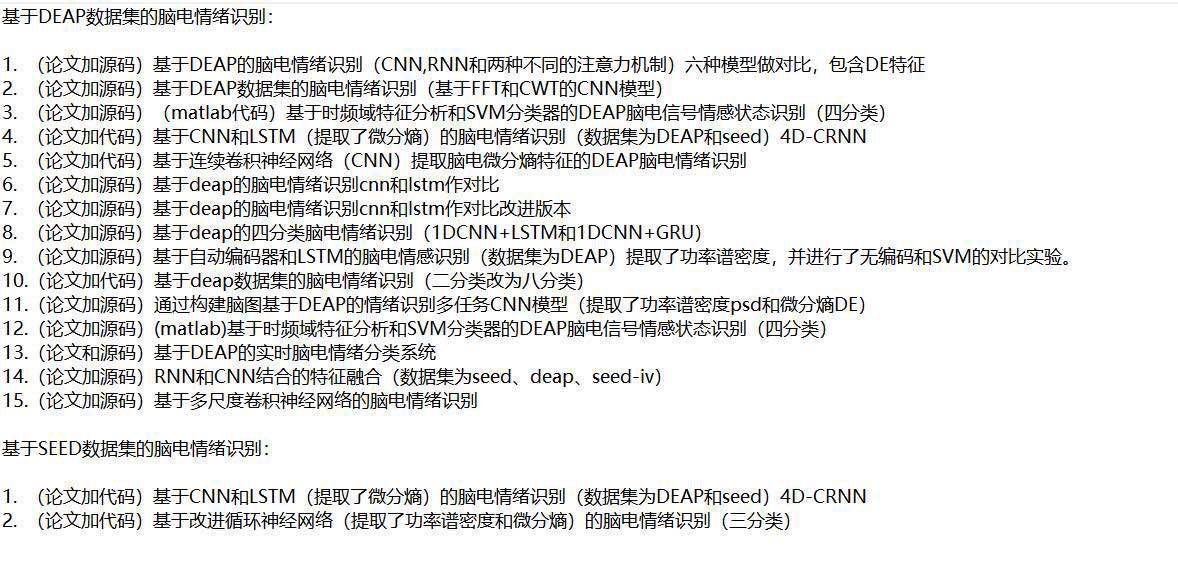 基于DEAP数据集的脑电情绪识别：
1. （论文加源码）基于DEAP的脑电情绪识别（CNN,RNN和两种不同的注意力机制）六种模型做对比，包含DE特征
2. （论文加源码）基于DEAP数据集的脑电情绪识别（基于FFT和CWT的CNN模型）
3. （论文加源码）（matlab代码）基于时频域特征分析和SVM分类器的DEAP脑电信号情感状态识别（四分类）
4. （论文加代码）基于CNN和LSTM（提取了微分熵）的脑电情绪识别（数据集为DEAP和seed）4D-CRNN
5. （论文加代码）基于连续卷积神经网络（CNN）提取脑电微分熵特征的DEAP脑电情绪识别
6. （论文加源码）基于deap的脑电情绪识别cnn和lstm作对比
7. （论文加源码）基于deap的脑电情绪识别cnn和lstm作对比改进版本
8. （论文加源码）基于deap的四分类脑电情绪识别（1DCNN+LSTM和1DCNN+GRU）
9. （论文加源码）基于自动编码器和LSTM的脑电情感识别（数据集为DEAP）提取了功率谱密度，并进行了无编码和SVM的对比实验。
10.（论文加代码）基于deap数据集的脑电情绪识别（二分类改为八分类）
11.（论文加源码）通过构建脑图基于DEAP的情绪识别多任务CNN模型（提取了功率谱密度psd和微分熵DE）
12.（论文加源码）(matlab)基于时频域特征分析和SVM分类器的DEAP脑电信号情感状态识别（四分类）
13.（论文和源码）基于DEAP的实时脑电情绪分类系统
14.（论文加源码）RNN和CNN结合的特征融合（数据集为seed、deap、seed-iv）
15.（论文加源码）基于多尺度卷积神经网络的脑电情绪识别
基于SEED数据集的脑电情绪识别：
1. （论文加代码）基于CNN和LSTM（提取了微分熵）的脑电情绪识别（数据集为DEAP和seed）4D-CRNN
2. （论文加代码）基于改进循环神经网络（提取了功率谱密度和微分熵）的脑电情绪识别（三分类）